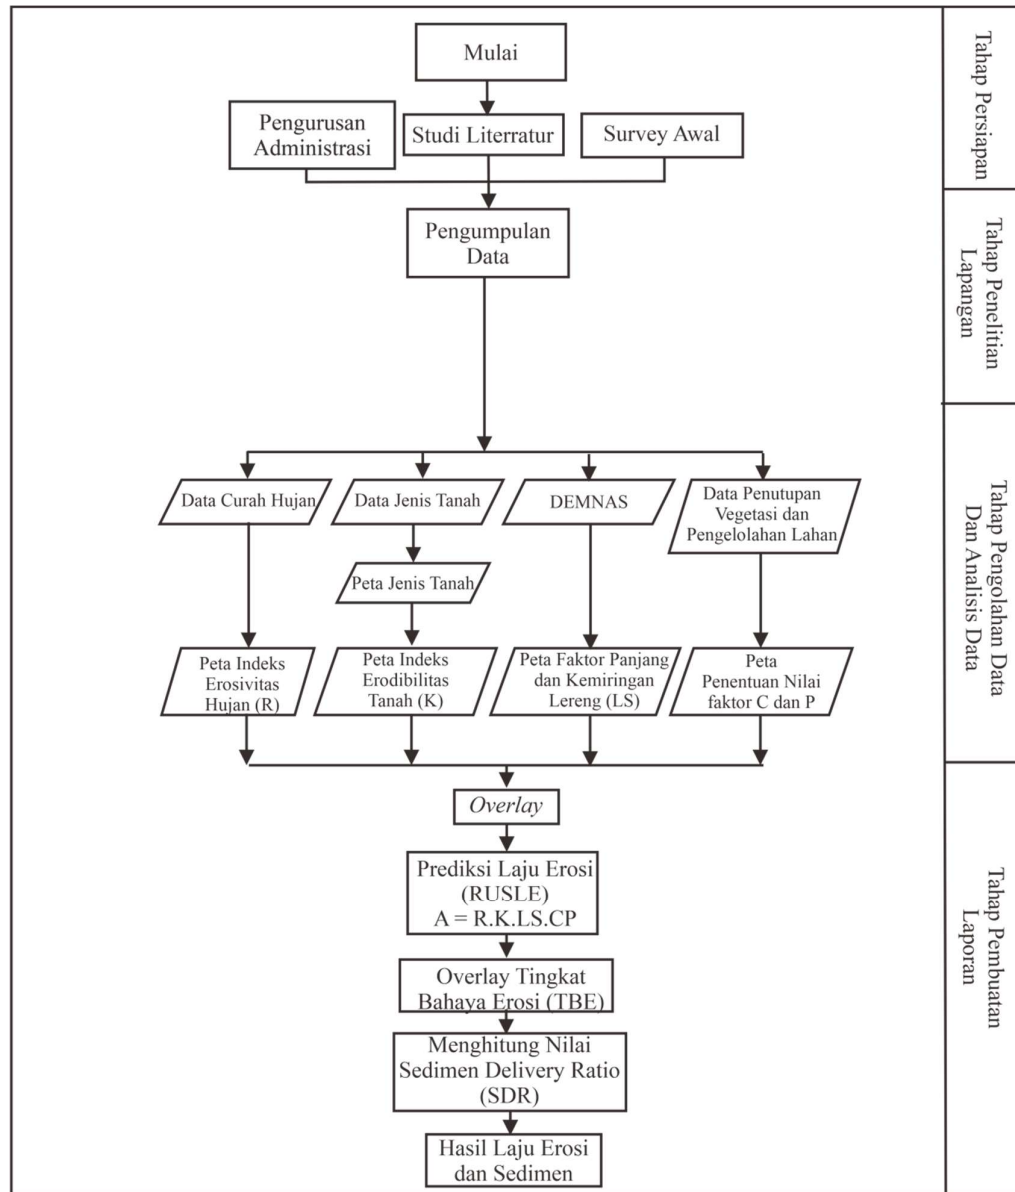 Mulai
Pengurusan
Administrasi
Studi Literratur
Survey Awal
Pengumpulan
Data
Data Curah Hujan
Data Jenis Tanah
DEMNAS
Data Penutupan
Vegetasi dan
Pengelolahan Lahan
Peta Jenis Tanah
Peta Indeks
Erosivitas
Hujan (R)
Peta Indeks
Erodibilitas
Tanah (K)
Peta Faktor Panjang
dan Kemiringan
Lereng (LS)
Peta
Penentuan Nilai
faktor C dan P
Overlay
Prediksi Laju Erosi
(RUSLE)
A = R.K.LS.CP
Overlay Tingkat
Bahaya Erosi (TBE)
Menghitung Nilai
Sedimen Delivery Ratio
(SDR)
Hasil Laju Erosi
dan Sedimen
Tahap Persiapan
Tahap Penelitian
Lapangan
Tahap Pengolahan Data
Dan Analisis Data
Tahap Pembuatan
Laporan